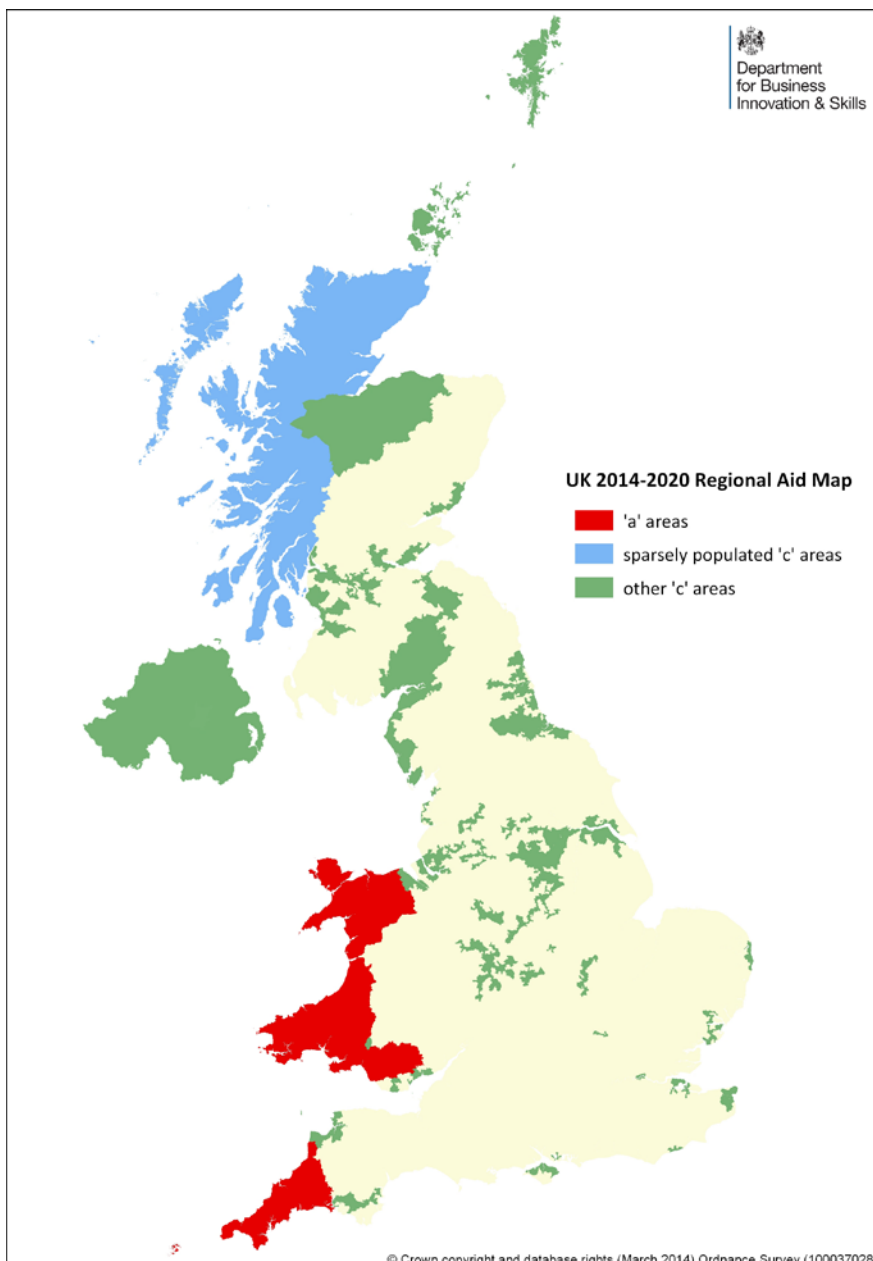 Department
for Business
Innovation & Skills
UK 2014-2020 Regional Aid Map
'a' areas
sparsely populated 'c' areas
other 'c' areas
© Crown copyright and database rights (March 2014) Ordnance Survey (100037028